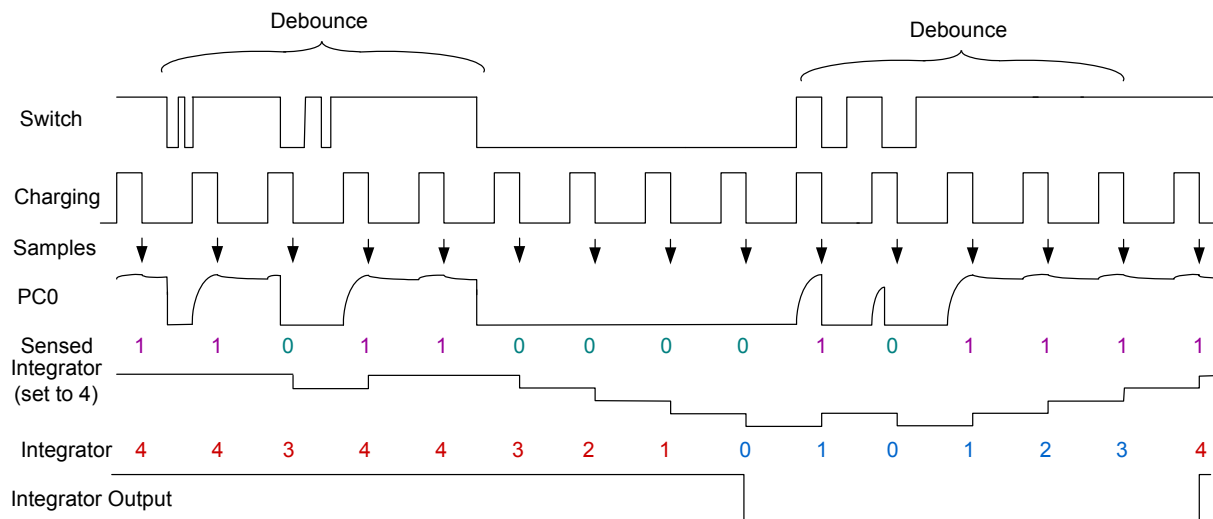 Debounce
Debounce
Switch
Charging
Samples
PC0
Sensed 1 1 0 1 1 0 0 0 0 1 0 1 1 1 1
Integrator
(set to 4)
Integrator 4 4 3 4 4 3 2 1 0 1 0 1 2 3 4
Integrator Output